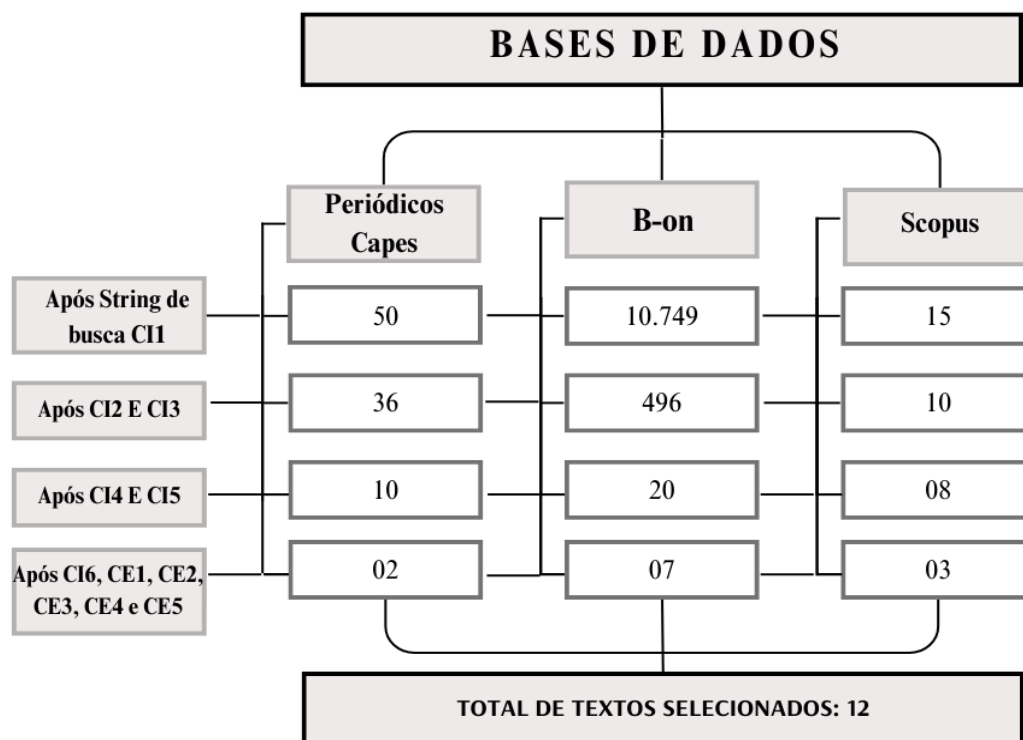 BASES DE DADOS
Periódicos
Capes
B-on
Scopus
Após String de
busca CI1
50
10.749
15
Após CI2 E CI3
36
496
10
Após CI4 E CI5
10
20
08
Após CI6, CE1, CE2,
CE3, CE4 e CE5
02
07
03
TOTAL DE TEXTOS SELECIONADOS: 12